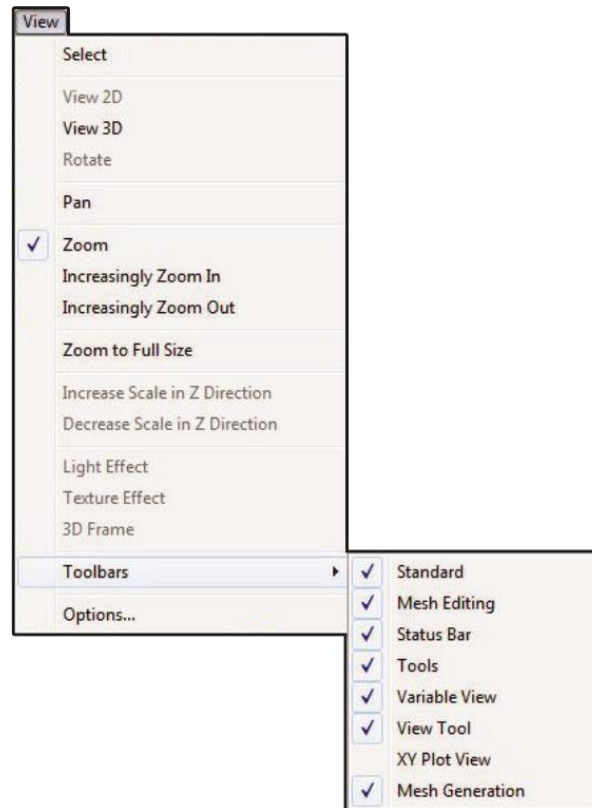 View
Select
View 2D
View 3D
Rotate
Pan
Zoom
Increasingly Zoom In
Increasingly Zoom Out
Zoom to Full Size
Increase Scale in Z Direction
Decrease Scale in Z Direction
Light Effect
Texture Effect
3D Frame
Toolbars
Options...
Standard
Mesh Editing
Status Bar
Tools
Variable View
View Tool
XY Plot View
Mesh Generation